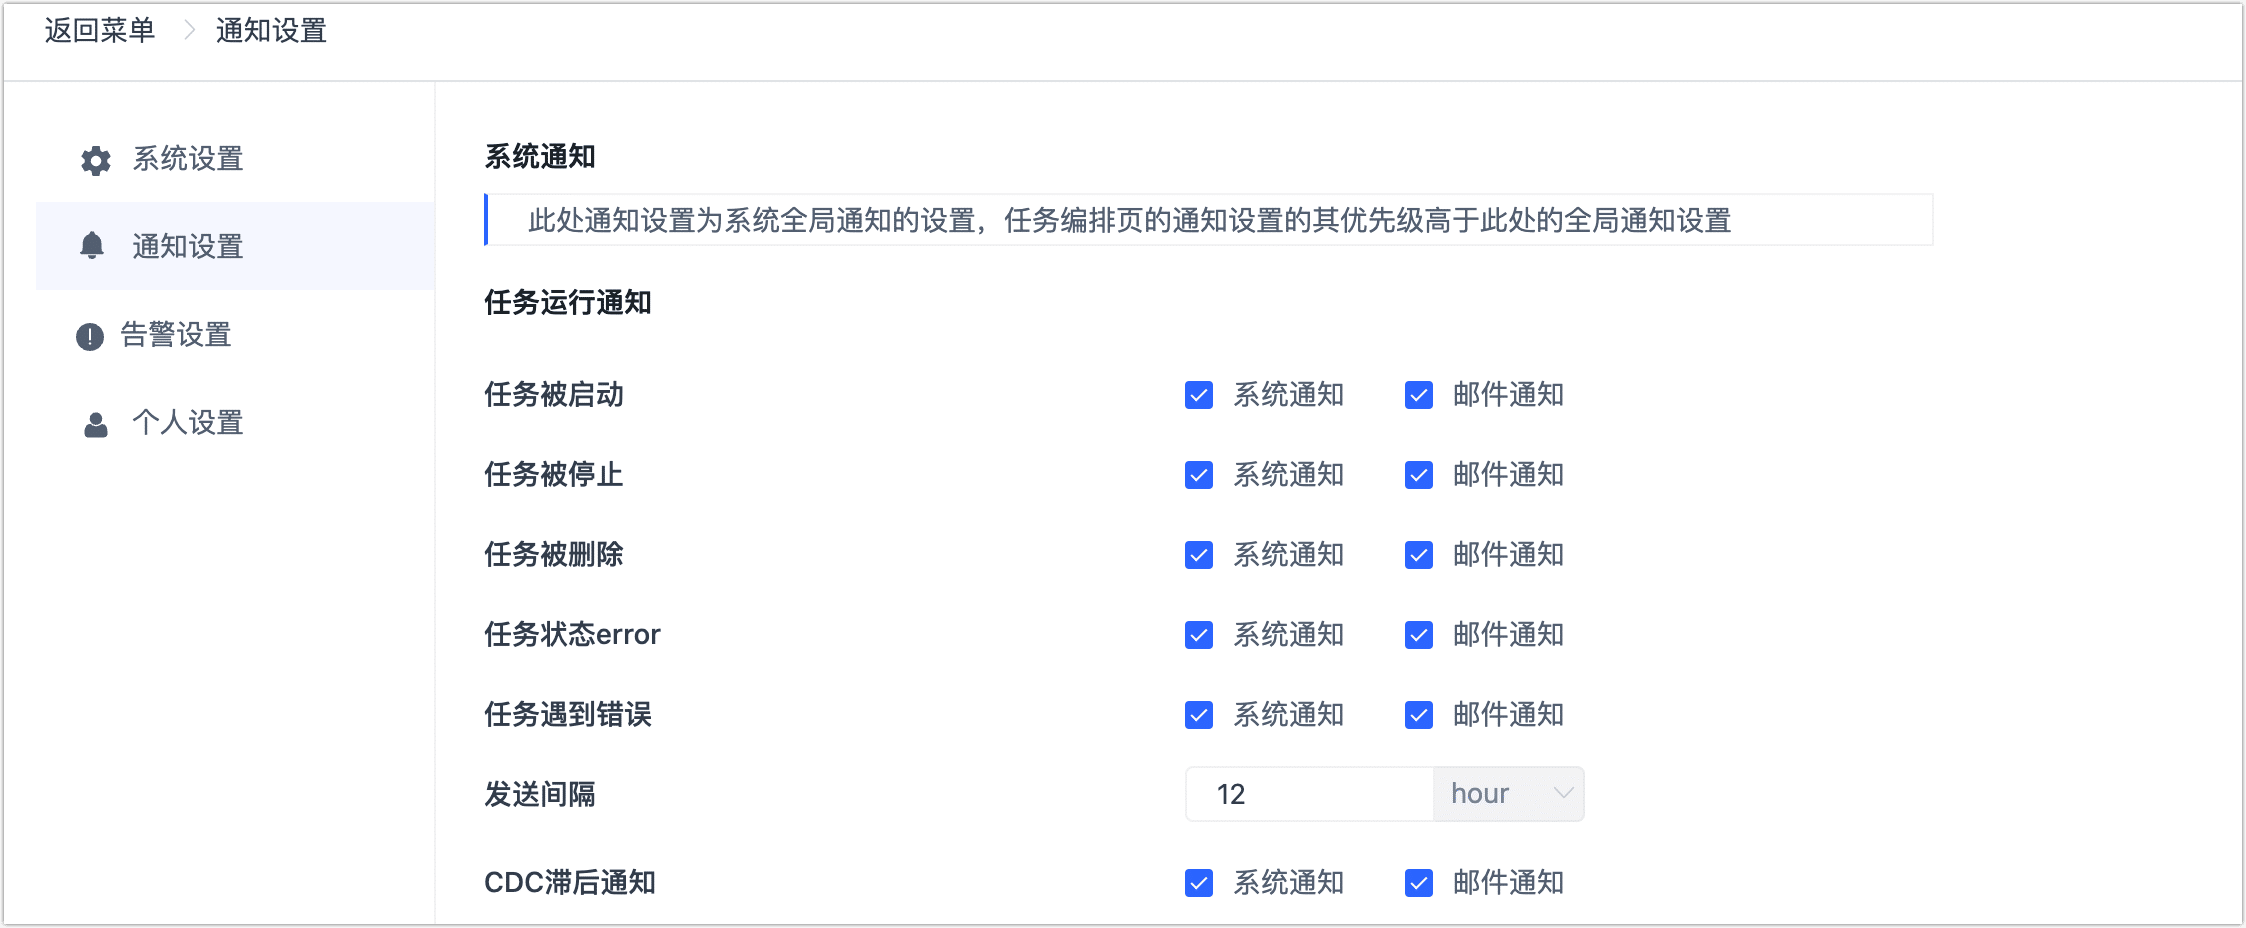 返回菜单 > 通知设置
系统设置
通知设置
告警设置
个人设置
系统通知
此处通知设置为系统全局通知的设置，任务编排页的通知设置的其优先级高于此处的全局通知设置
任务运行通知
任务被启动 系统通知 邮件通知
任务被停止 系统通知 邮件通知
任务被删除 系统通知 邮件通知
任务状态error 系统通知 邮件通知
任务遇到错误 系统通知 邮件通知
发送间隔 12 hour
CDC滞后通知 系统通知 邮件通知